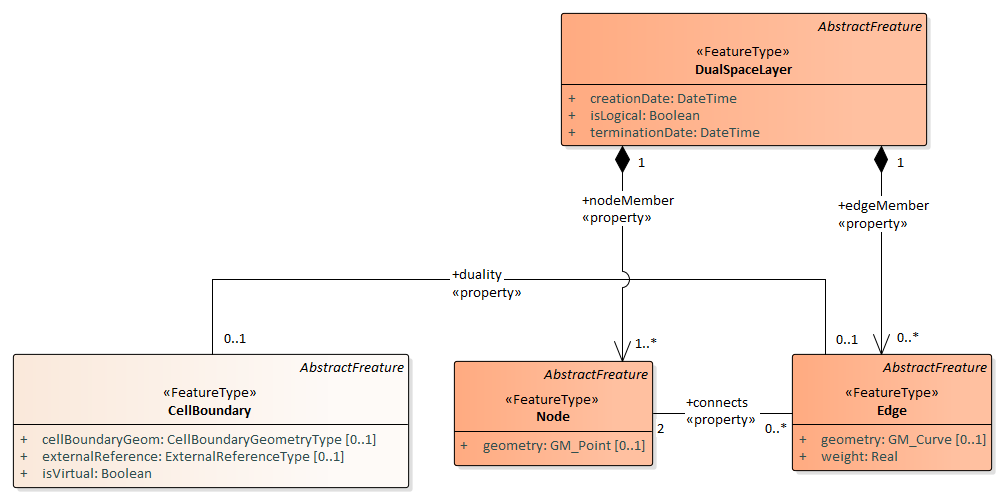 AbstractFreature
«FeatureType»
DualSpaceLayer
+ creationDate: DateTime
+ isLogical: Boolean
+ terminationDate: DateTime
1
1
+nodeMember
«property»
+edgeMember
«property»
+duality
«property»
0..1
1..*
0..1
0..*
AbstractFreature
«FeatureType»
CellBoundary
+ cellBoundaryGeom: CellBoundaryGeometryType [0..1]
+ externalReference: ExternalReferenceType [0..1]
+ isVirtual: Boolean
AbstractFreature
«FeatureType»
Node
+ geometry: GM_Point [0..1]
+connects
«property»
2
0..*
AbstractFreature
«FeatureType»
Edge
+ geometry: GM_Curve [0..1]
+ weight: Real